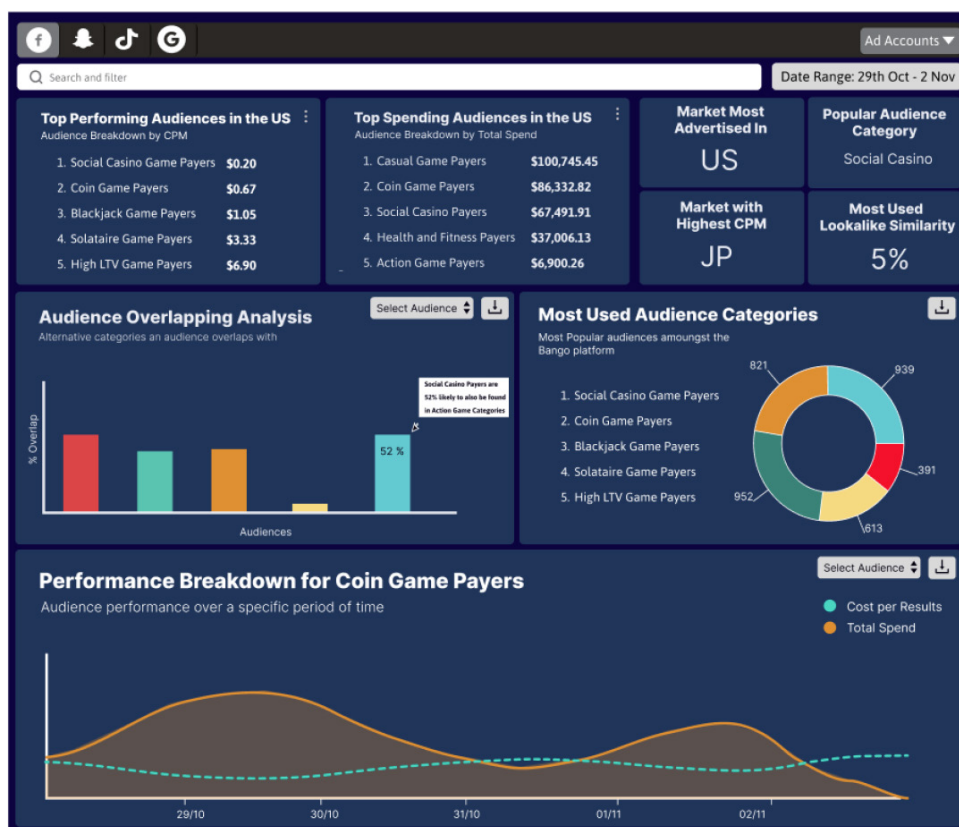 Ad Accounts ▼
Search and filter
Date Range: 29th Oct - 2 Nov
Top Performing Audiences in the US
Audience Breakdown by CPM
1. Social Casino Game Payers $0.20
2. Coin Game Payers $0.67
3. Blackjack Game Payers $1.05
4. Solataire Game Payers $3.33
5. High LTV Game Payers $6.90
Top Spending Audiences in the US
Audience Breakdown by Total Spend
1. Casual Game Payers $100,745.45
2. Coin Game Payers $86,332.82
3. Social Casino Payers $67,491.91
4. Health and Fitness Payers $37,006.13
5. Action Game Payers $6,900.26
Market Most
Advertised In
US
Popular Audience
Category
Social Casino
Market with
Highest CPM
JP
Most Used
Lookalike Similarity
5%
Audience Overlapping Analysis
Alternative categories an audience overlaps with
Select Audience
Social Casino Payers are
52% likely to also be found
in Action Game Categories
% Overlap
52 %
Audiences
Most Used Audience Categories
Most Popular audiences amoungst the
Bango platform
1. Social Casino Game Payers
2. Coin Game Payers
3. Blackjack Game Payers
4. Solataire Game Payers
5. High LTV Game Payers
821
939
391
952
613
Performance Breakdown for Coin Game Payers
Audience performance over a specific period of time
Select Audience
Cost per Results
Total Spend
29/10
30/10
31/10
01/11
02/11